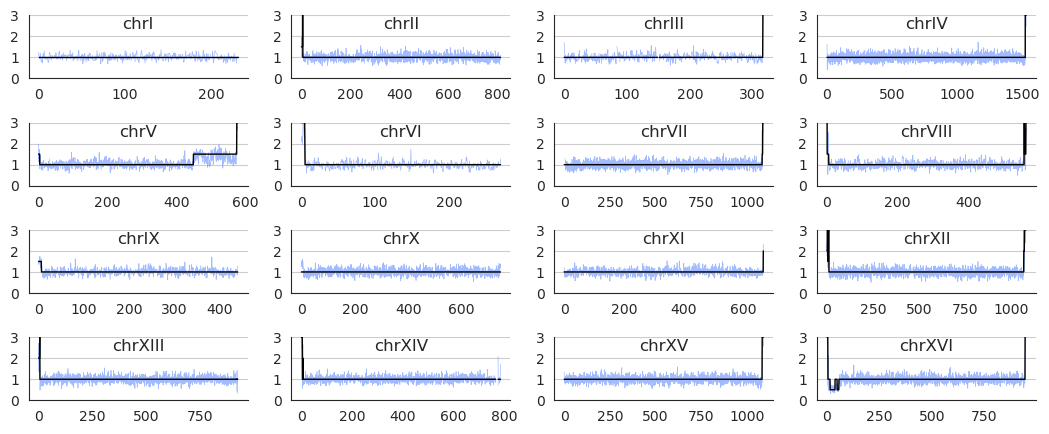 3 chrI 3 chrII 3 chrIII 3 chrIV
2 2 2 2
1 1 1 1
0 0 0 0
0 100 200 0 200 400 600 800 0 100 200 300 0 500 1000 1500
3 chrV 3 chrVI 3 chrVII 3 chrVIII
2 2 2 2
1 1 1 1
0 0 0 0
0 200 400 600 0 100 200 0 250 500 750 1000 0 200 400
3 chrIX 3 chrX 3 chrXI 3 chrXII
2 2 2 2
1 1 1 1
0 0 0 0
0 100 200 300 400 0 200 400 600 0 200 400 600 0 250 500 750 1000
3 chrXIII 3 chrXIV 3 chrXV 3 chrXVI
2 2 2 2
1 1 1 1
0 0 0 0
0 250 500 750 0 200 400 600 800 0 250 500 750 1000 0 250 500 750